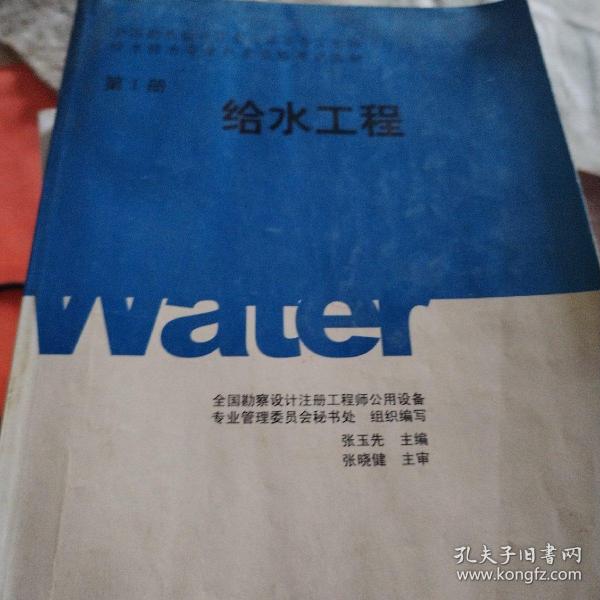 第1册
给水工程
water
全国勘察设计注册工程师公用设备
专业管理委员会秘书处 组织编写
张玉先 主编
张晓健 主审
孔夫子旧书网
www.kongfz.com